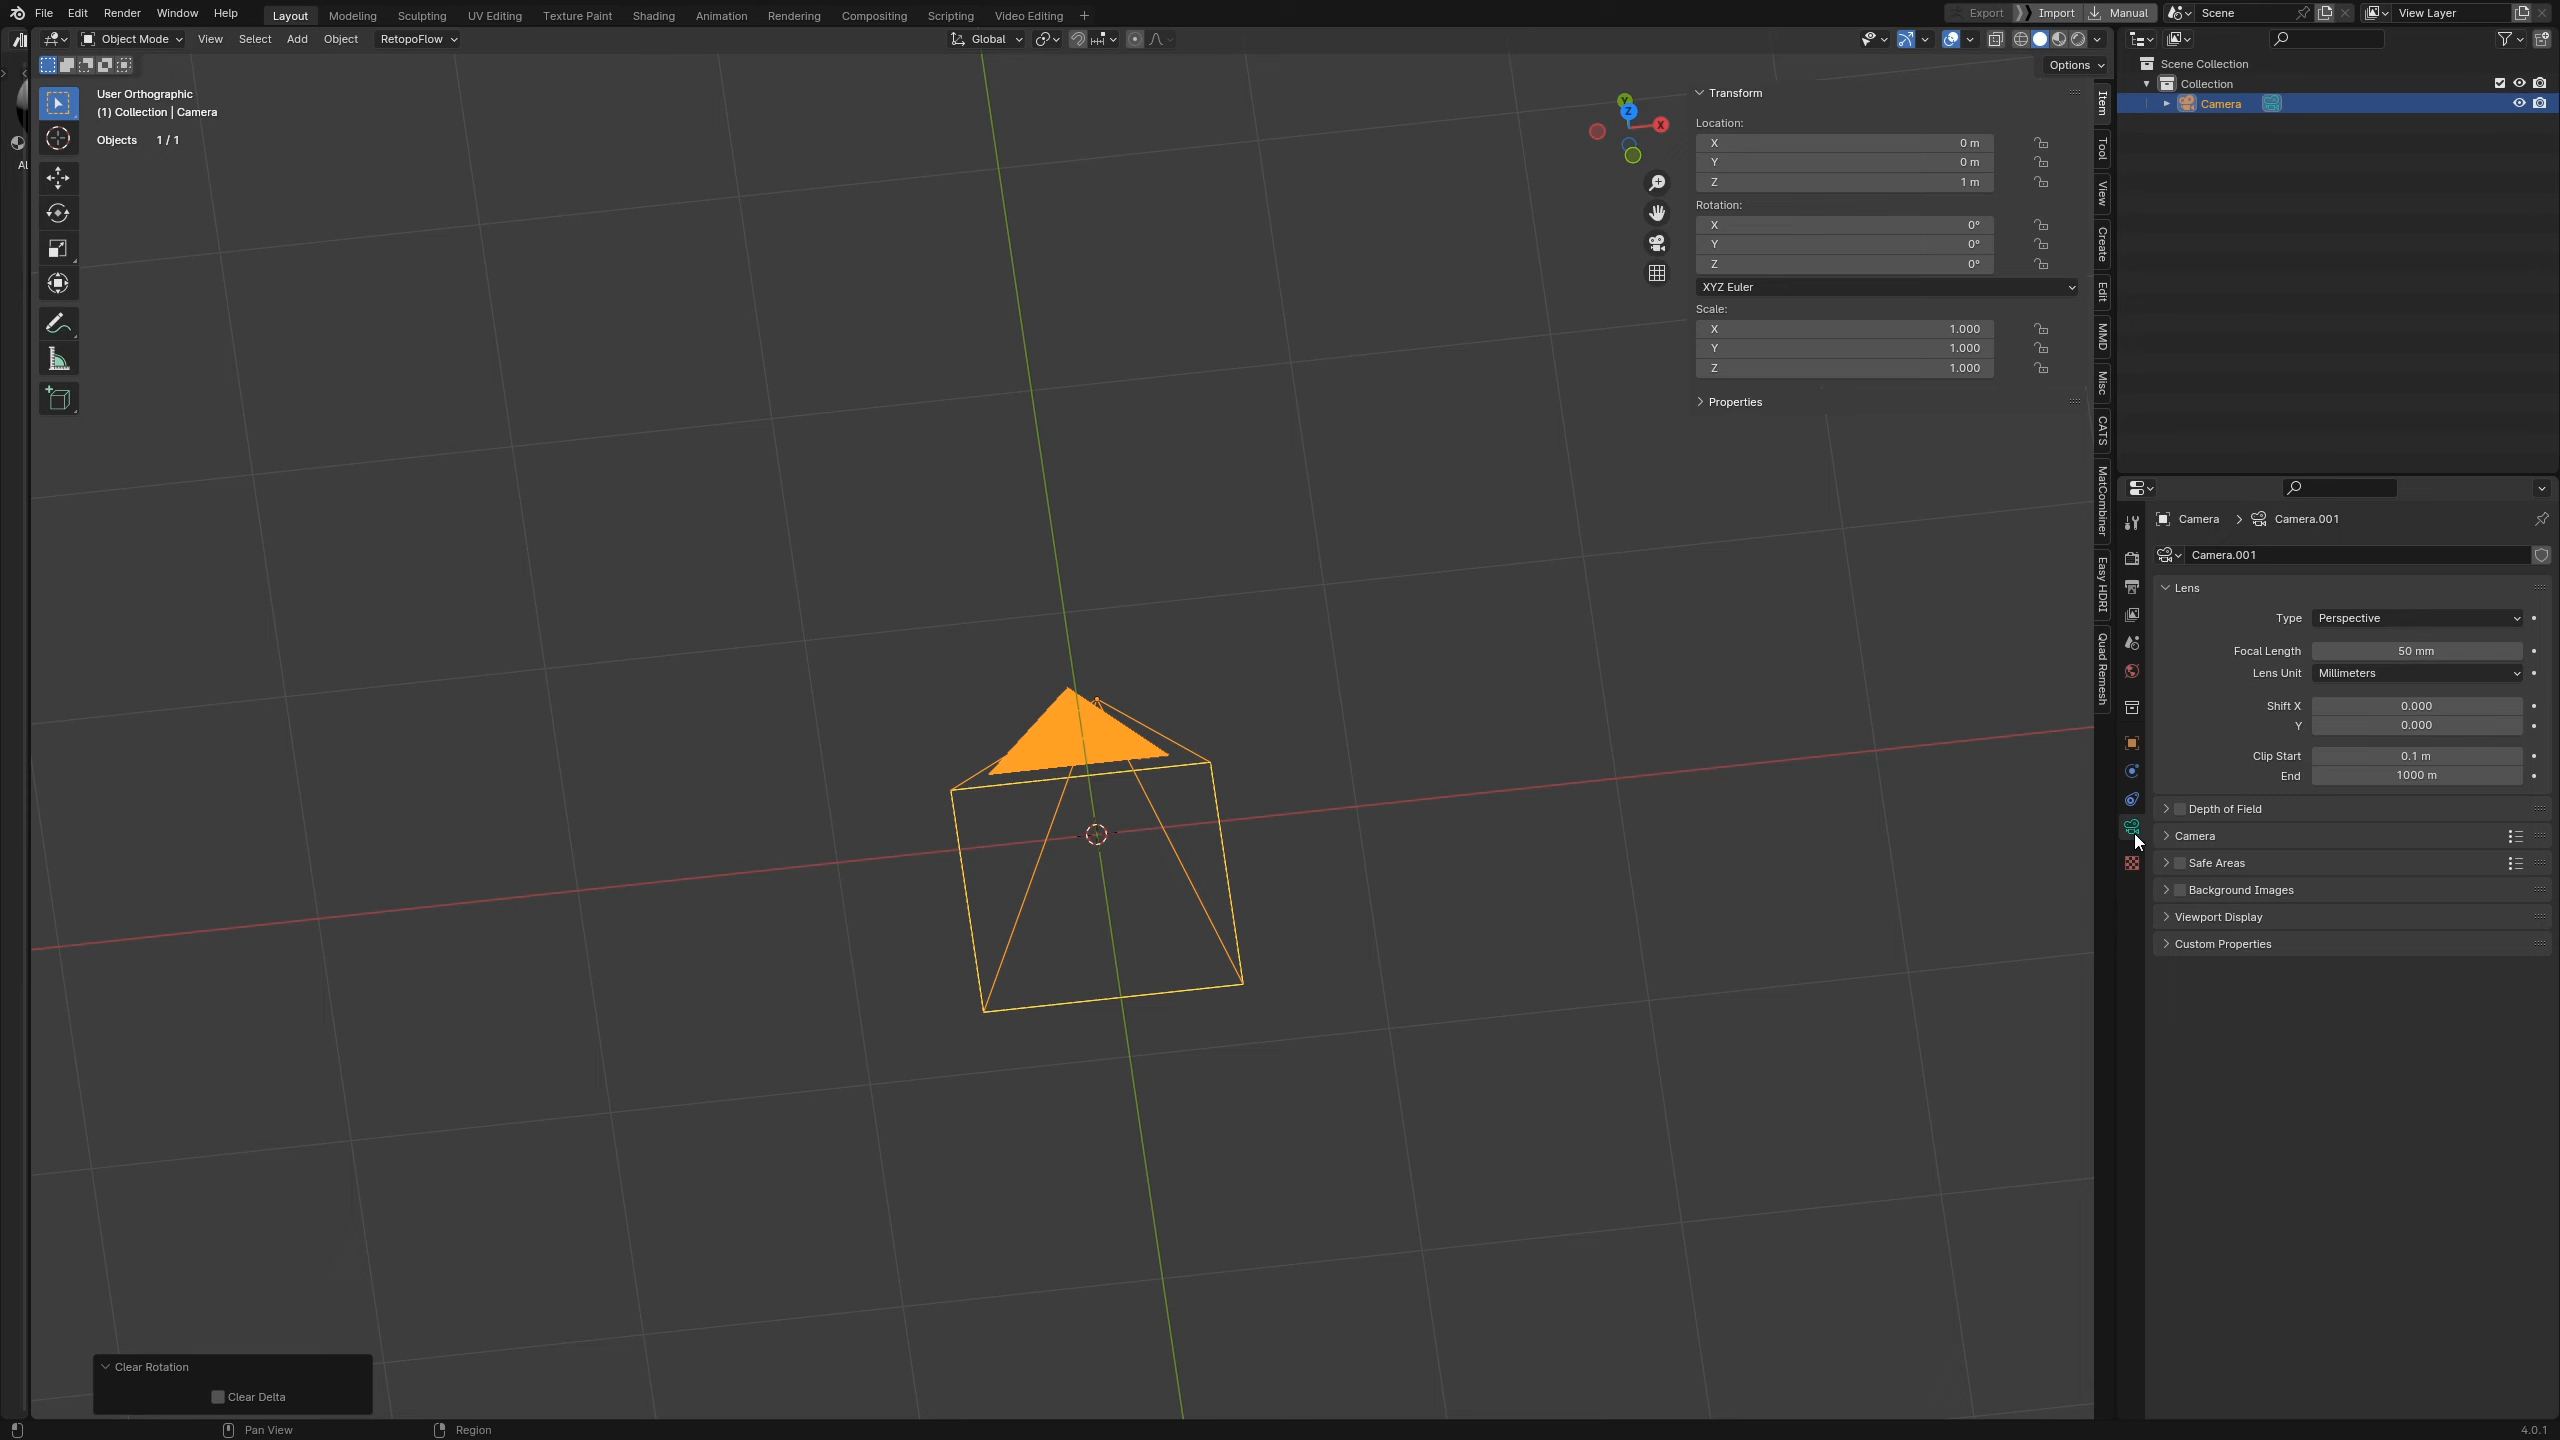 File Edit Render Window Help Layout Modeling Sculpting UV Editing Texture Paint Shading Animation Rendering Compositing Scripting Video Editing + Export Import Manual Scene View Layer
Object Mode View Select Add Object RetopoFlow Global
Options
User Orthographic
(1) Collection | Camera
Objects 1 / 1
Al
Y
Z
X
Transform
Location:
X 0 m
Y 0 m
Z 1 m
Rotation:
X 0°
Y 0°
Z 0°
XYZ Euler
Scale:
X 1.000
Y 1.000
Z 1.000
Properties
Item
Tool
View
Create
Edit
MMD
Misc
CATS
MatCombiner
Easy HDRI
Quad Remesh
Scene Collection
Collection
Camera
Camera > Camera.001
Camera.001
Lens
Type Perspective
Focal Length 50 mm
Lens Unit Millimeters
Shift X 0.000
Y 0.000
Clip Start 0.1 m
End 1000 m
Depth of Field
Camera
Safe Areas
Background Images
Viewport Display
Custom Properties
Clear Rotation
Clear Delta
Pan View Region 4.0.1